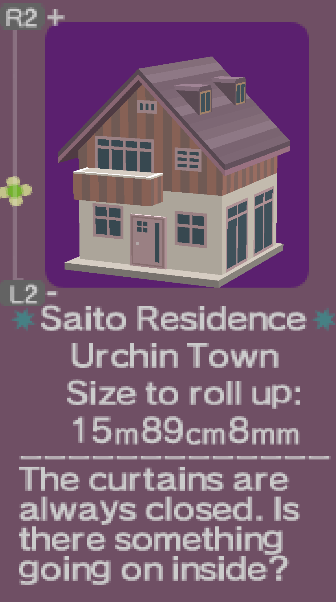 R2 +
L2 -
Saito Residence
Urchin Town
Size to roll up:
15m89cm8mm
The curtains are
always closed. Is
there something
going on inside?